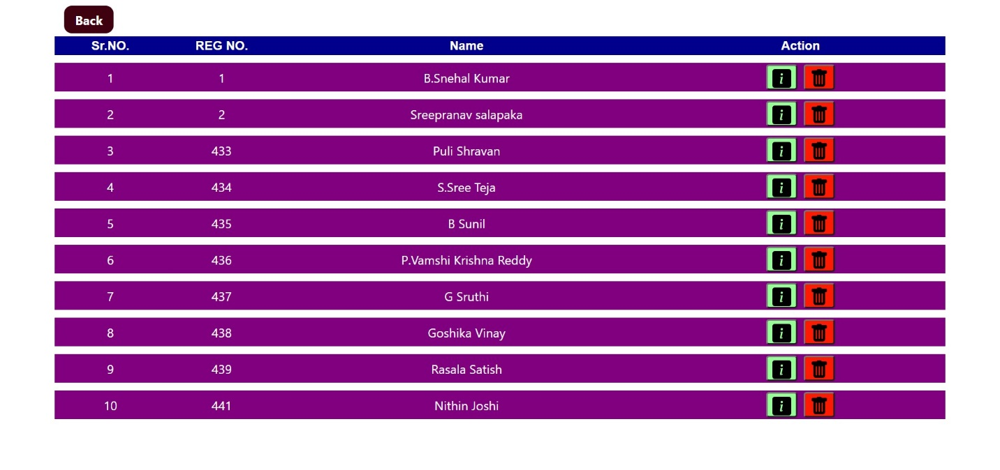 Back
Sr.NO. REG NO. Name Action
1 1 B.Snehal Kumar i
2 2 Sreepranav salapaka i
3 433 Puli Shravan i
4 434 S.Sree Teja i
5 435 B Sunil i
6 436 P.Vamshi Krishna Reddy i
7 437 G Sruthi i
8 438 Goshika Vinay i
9 439 Rasala Satish i
10 441 Nithin Joshi i